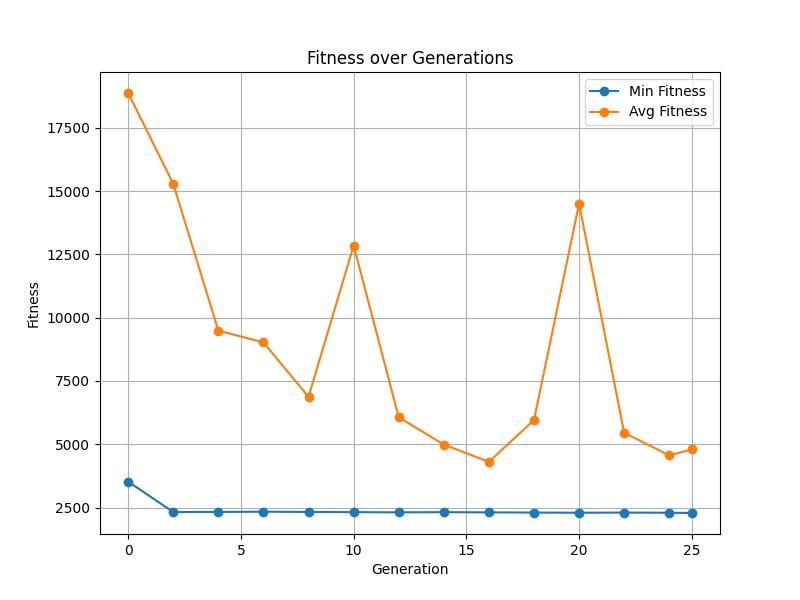 Fitness over Generations
Min Fitness
Avg Fitness
17500
15000
12500
10000
7500
5000
2500
Fitness
0
5
10
15
20
25
Generation